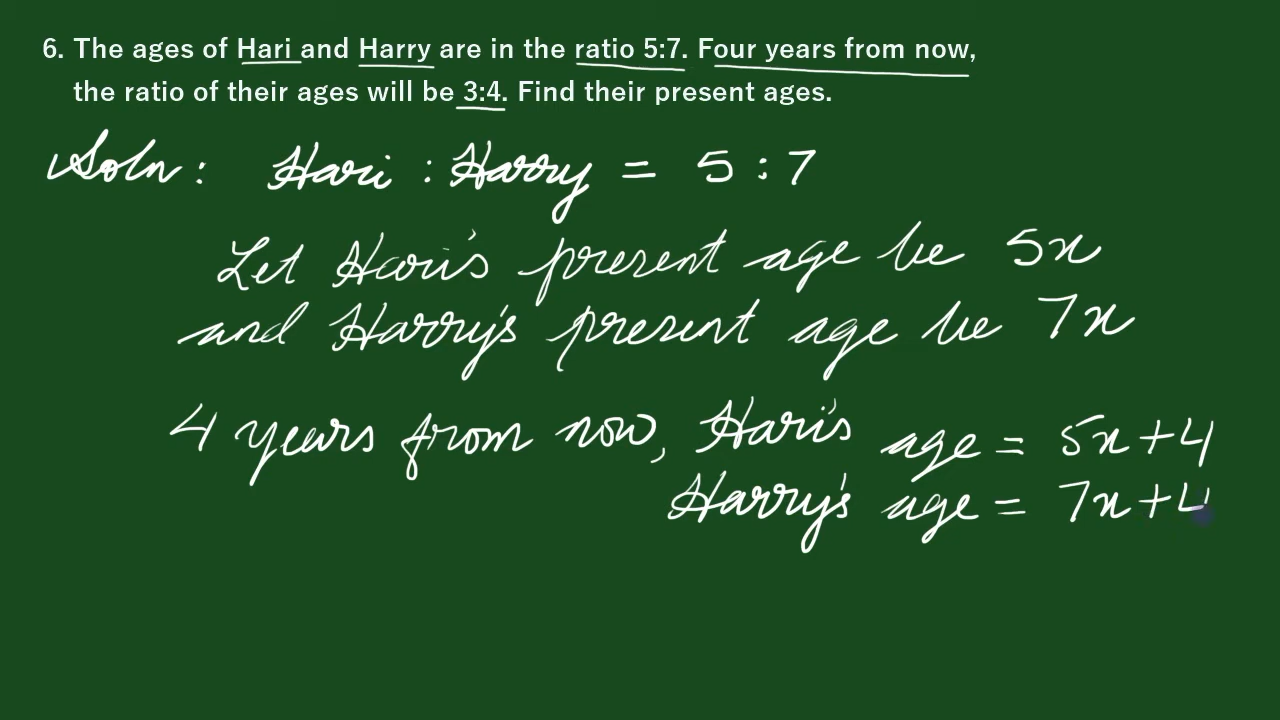 6. The ages of Hari and Harry are in the ratio 5:7. Four years from now,
the ratio of their ages will be 3:4. Find their present ages.
Soln: Hari : Harry = 5 : 7
Let Hari's present age be 5x
and Harry's present age be 7x
4 years from now, Hari's age = 5x+4
Harry's age = 7x+4